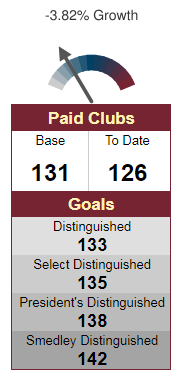 -3.82% Growth
Paid Clubs
Base To Date
131 126
Goals
Distinguished
133
Select Distinguished
135
President's Distinguished
138
Smedley Distinguished
142